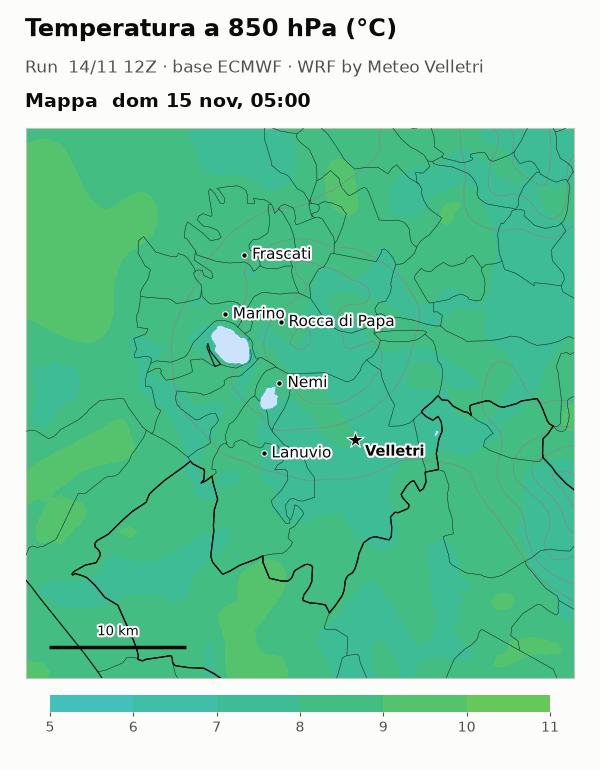 Temperatura a 850 hPa (°C)
Run  14/11 12Z · base ECMWF · WRF by Meteo Velletri
Mappa  dom 15 nov, 05:00
Frascati
Marino
Rocca di Papa
Nemi
Velletri
Lanuvio
10 km
5 6 7 8 9 10 11